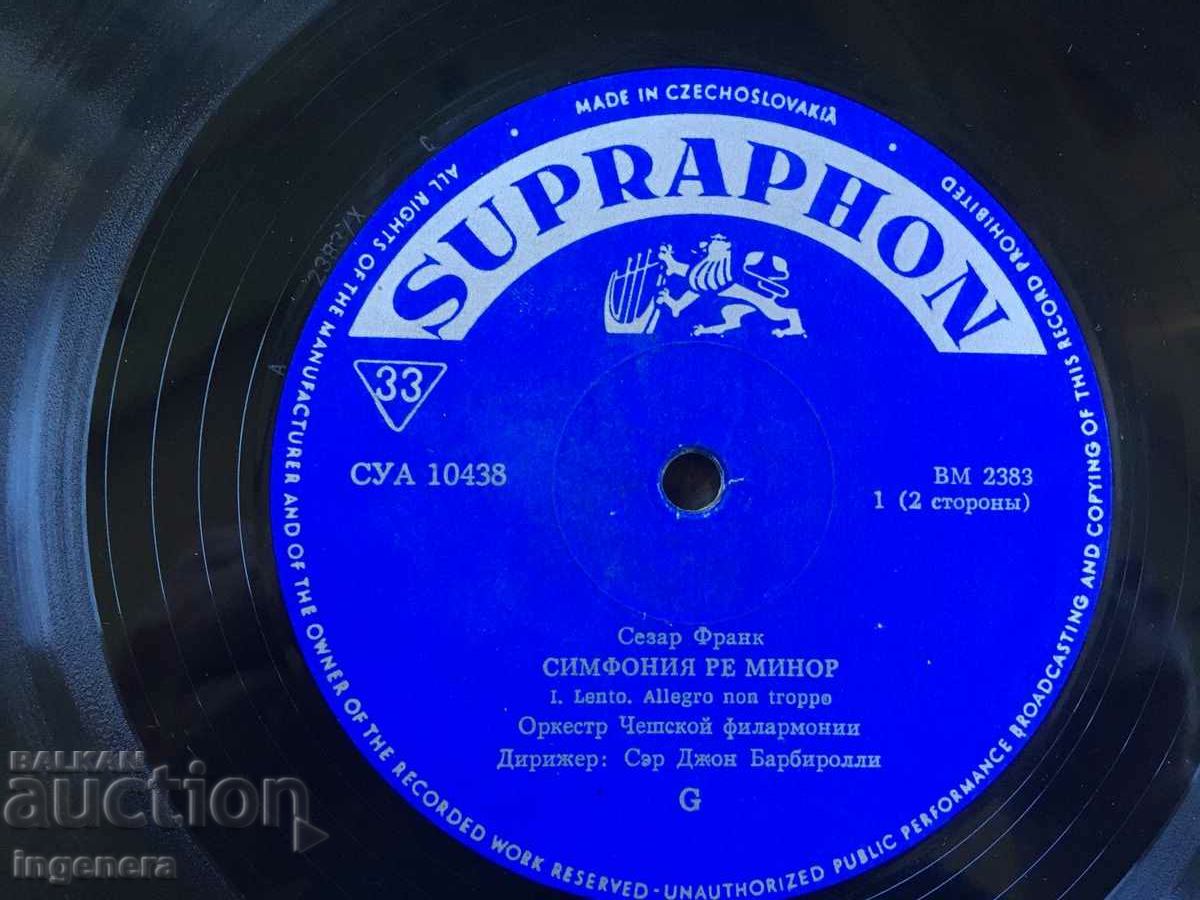 MADE IN CZECHOSLOVAKIA
SUPRAPHON
ALL RIGHTS OF THE MANUFACTURER AND OF THE OWNER OF THE RECORDED WORK RESERVED - UNAUTHORIZED PUBLIC PERFORMANCE BROADCASTING AND COPYING OF THIS RECORD PROHIBITED
33
СУА 10438
ВМ 2383
1 (2 стороны)
Сезар Франк
СИМФОНИЯ РЕ МИНОР
I. Lento. Allegro non troppo
Оркестр Чешской филармонии
Дирижер: Сэр Джон Барбиролли
G
A
BALKAN
auction
ingenera